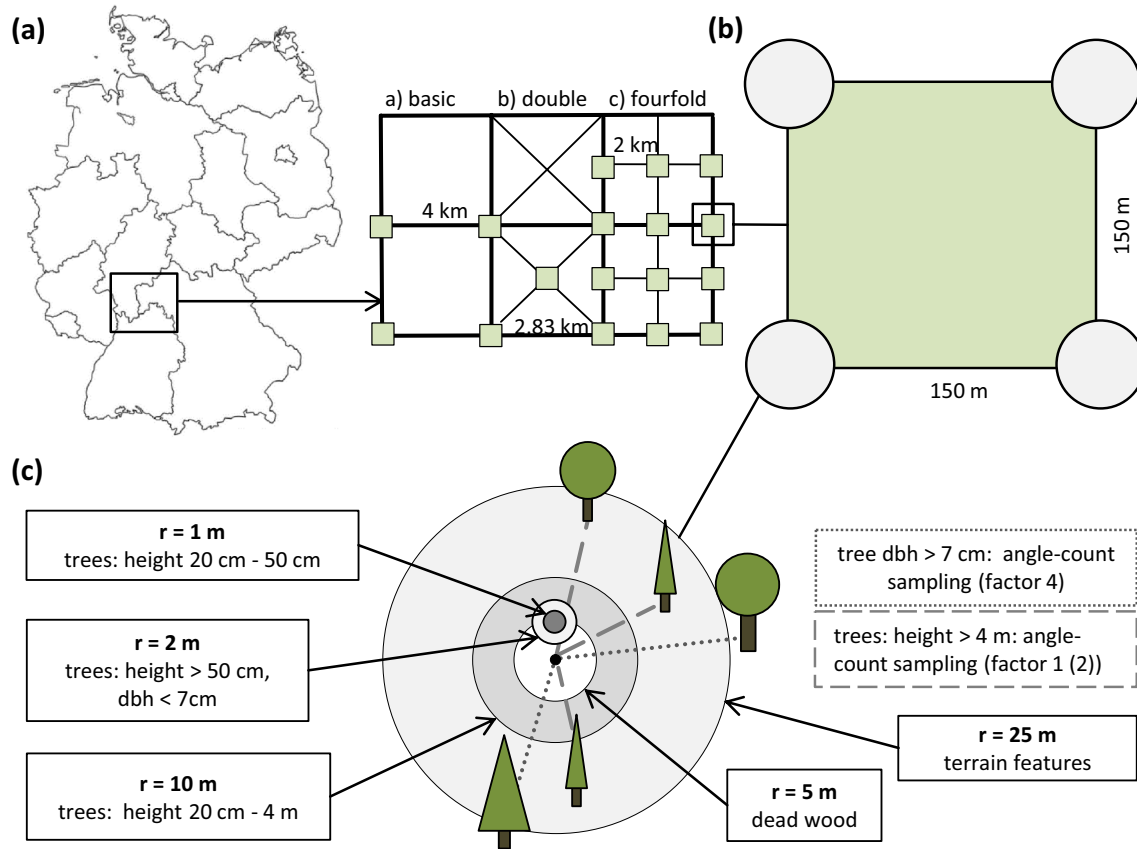 (a)
a) basic
b) double
c) fourfold
2 km
4 km
2.83 km
(b)
150 m
150 m
(c)
r = 1 m
trees: height 20 cm - 50 cm
r = 2 m
trees: height > 50 cm,
dbh < 7cm
r = 10 m
trees:  height 20 cm - 4 m
tree dbh > 7 cm:  angle-count
sampling (factor 4)
trees: height > 4 m: angle-
count sampling (factor 1 (2))
r = 25 m
terrain features
r = 5 m
dead wood